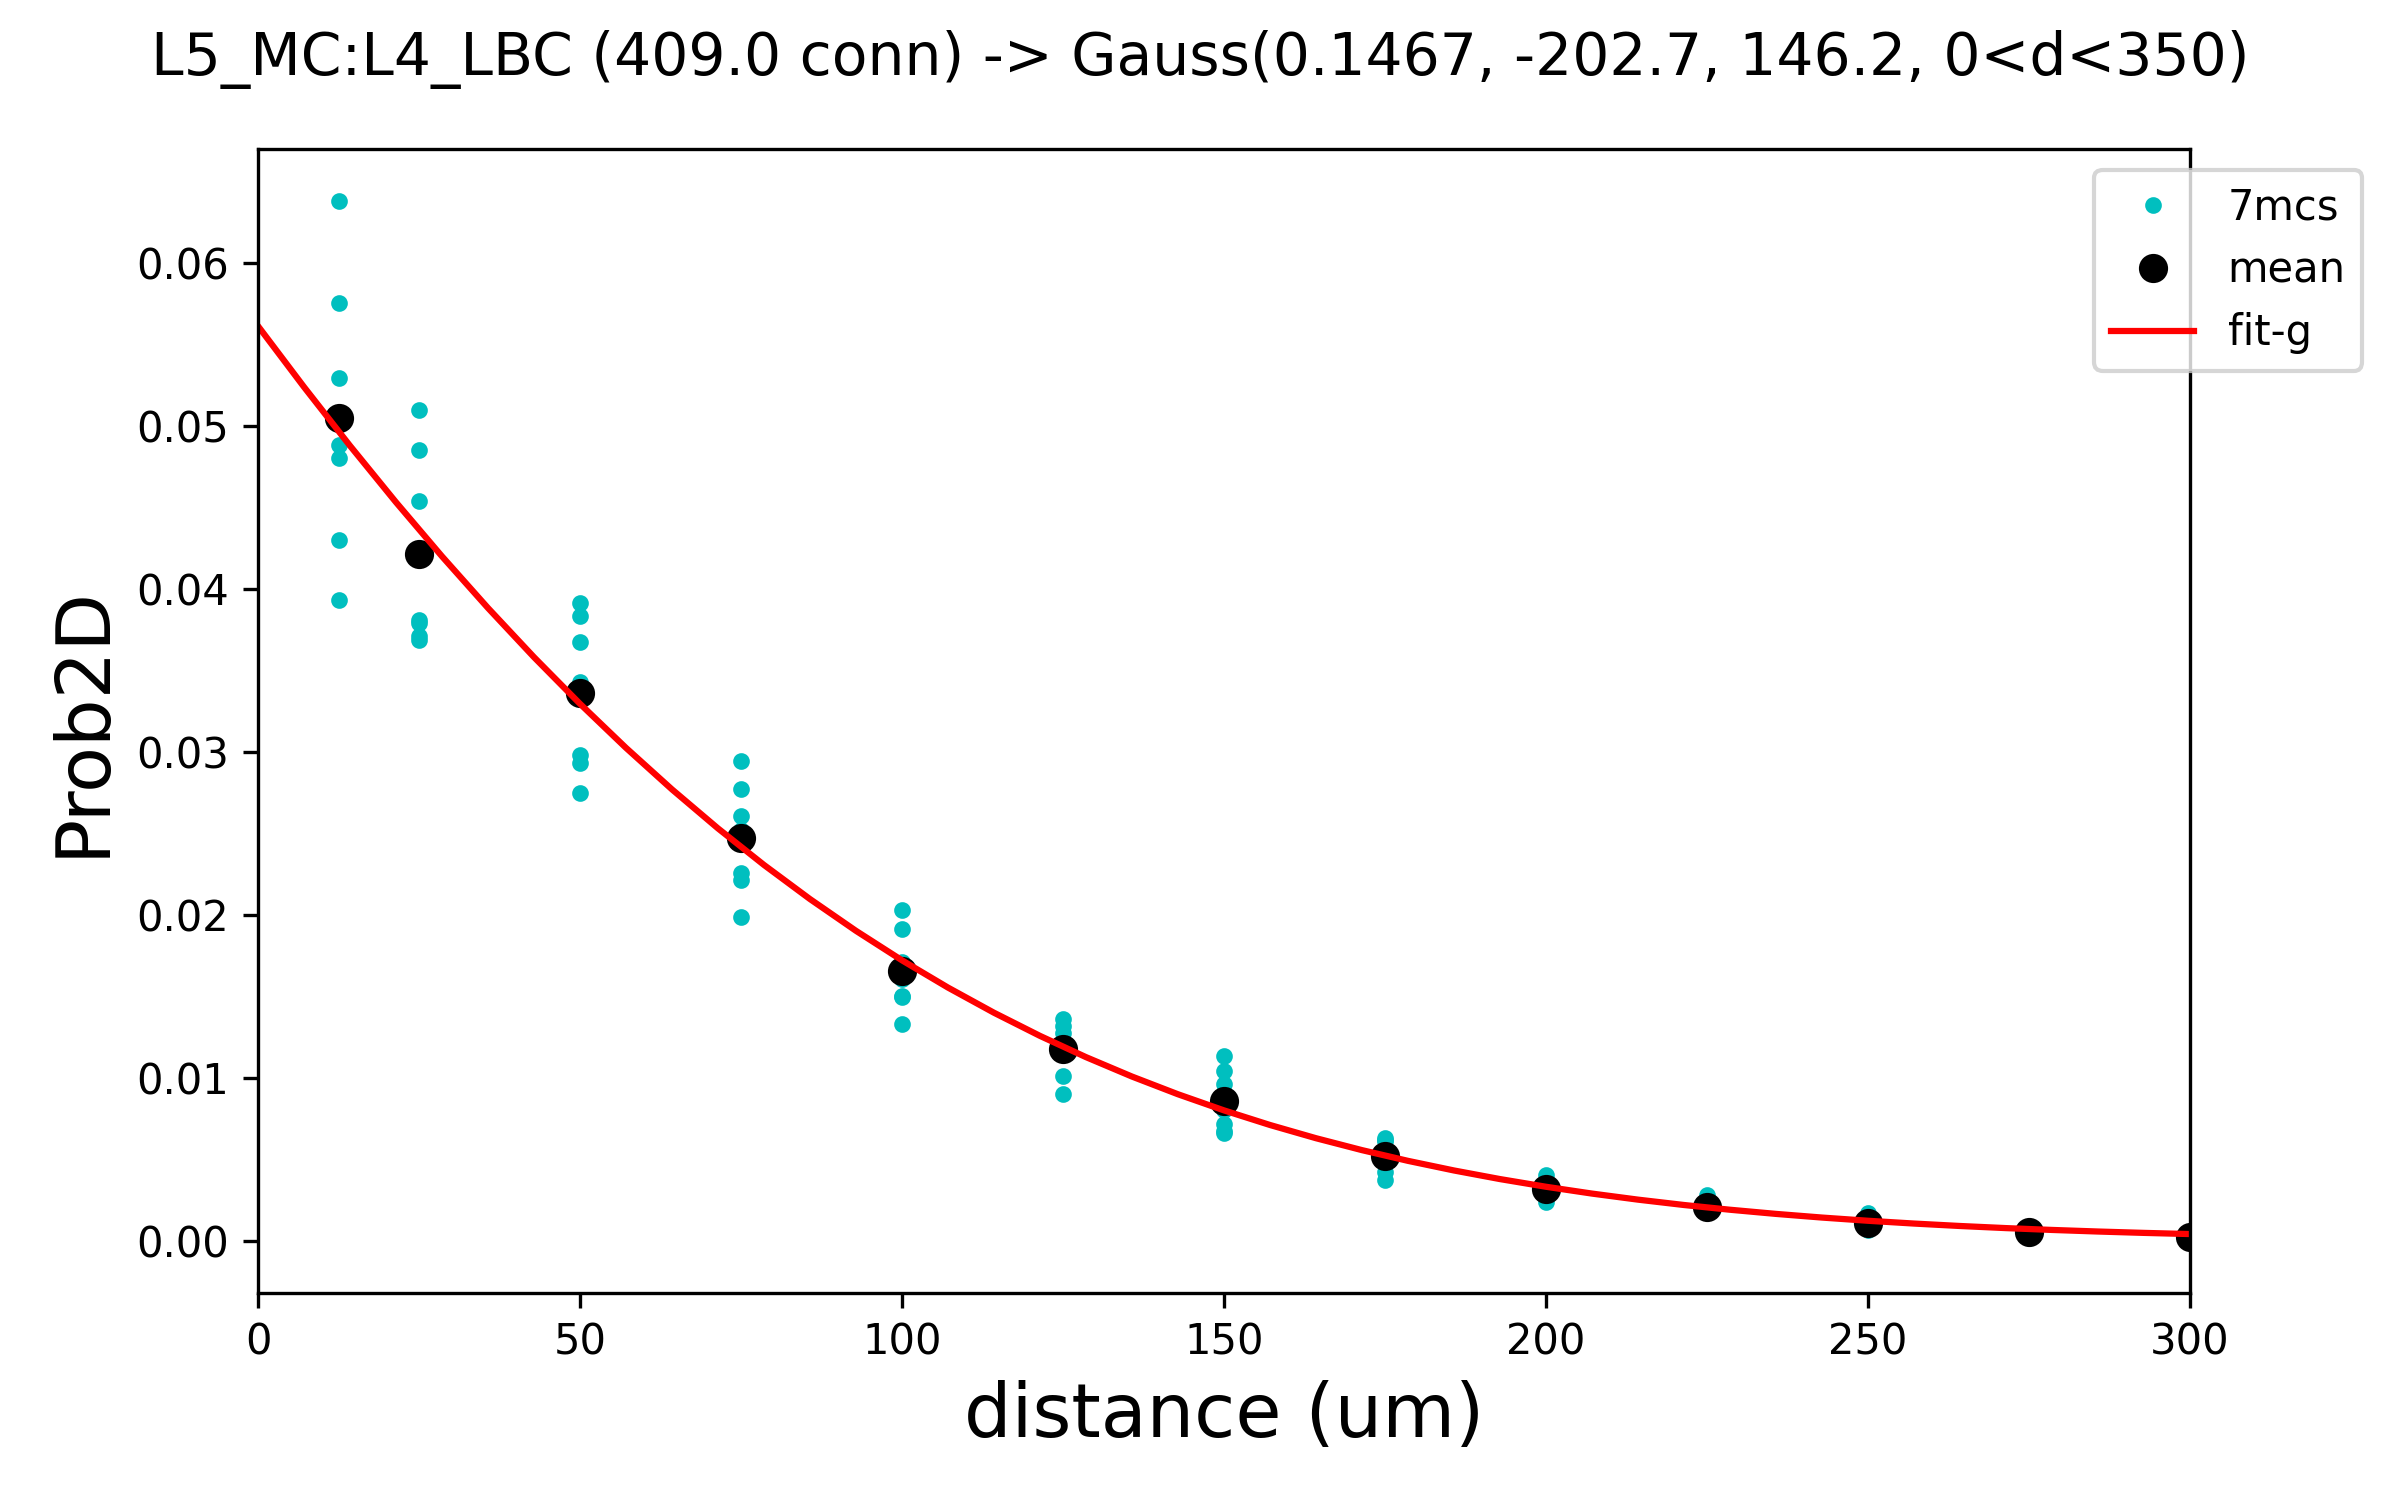 L5_MC:L4_LBC (409.0 conn) -> Gauss(0.1467, -202.7, 146.2, 0<d<350)
7mcs
mean
fit-g
0.06
0.05
0.04
0.03
0.02
0.01
0.00
Prob2D
0 50 100 150 200 250 300
distance (um)